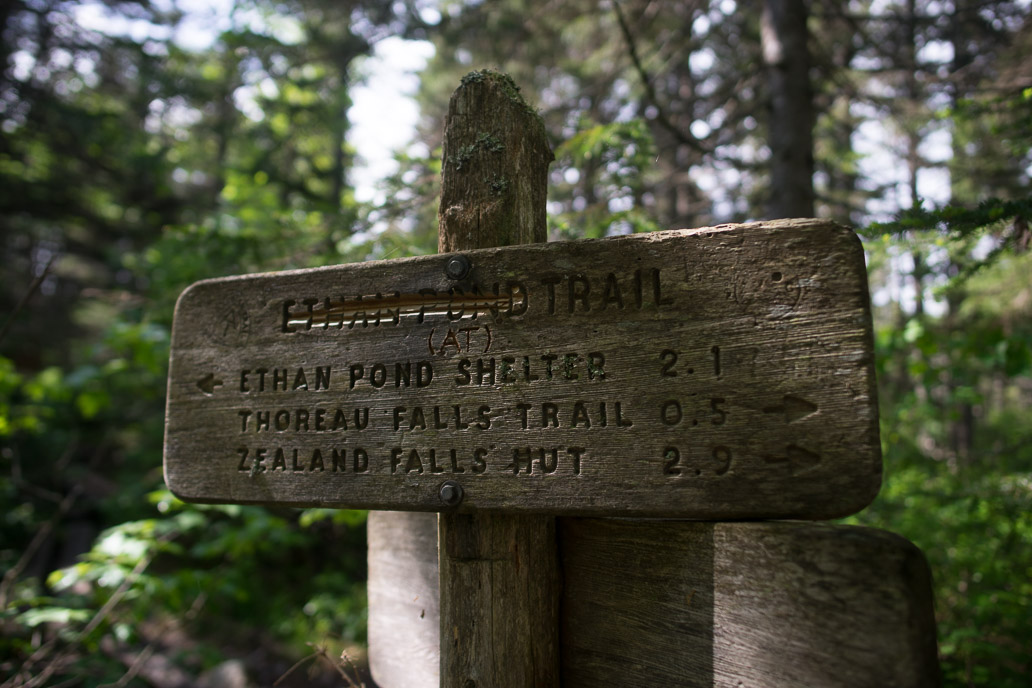 ETHAN POND TRAIL
(AT)
← ETHAN POND SHELTER 2.1
THOREAU FALLS TRAIL 0.5 →
ZEALAND FALLS HUT 2.9 →